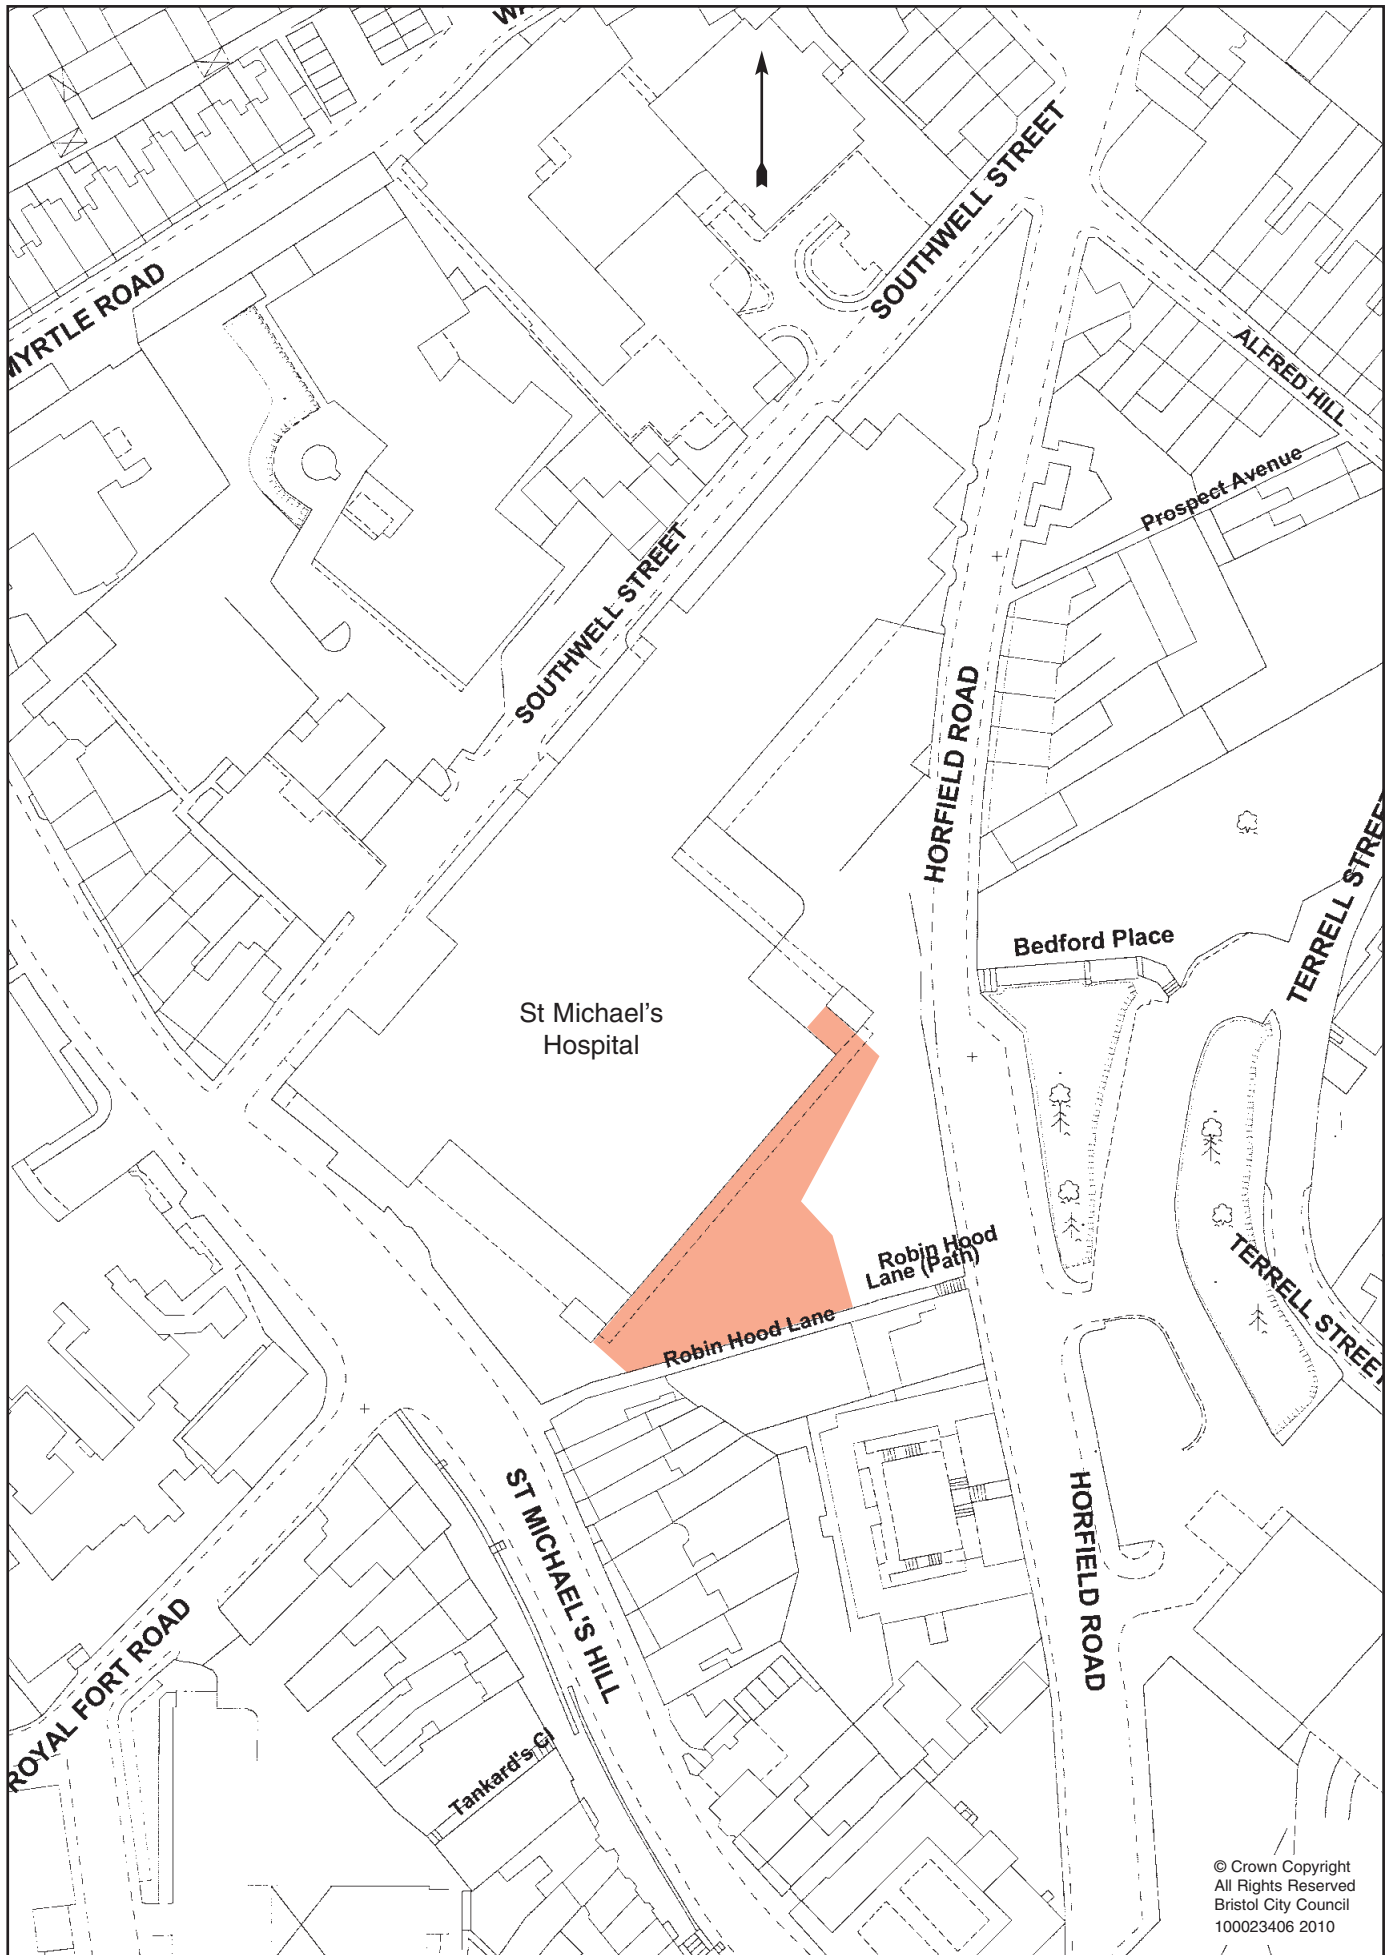 WA
SOUTHWELL STREET
MYRTLE ROAD
ALFRED HILL
Prospect Avenue
SOUTHWELL STREET
HORFIELD ROAD
TERRELL STREET
Bedford Place
St Michael's
Hospital
Robin Hood
Lane (Path)
TERRELL STREET
Robin Hood Lane
ST MICHAEL'S HILL
HORFIELD ROAD
ROYAL FORT ROAD
Tankard's Cl
© Crown Copyright
All Rights Reserved
Bristol City Council
100023406 2010